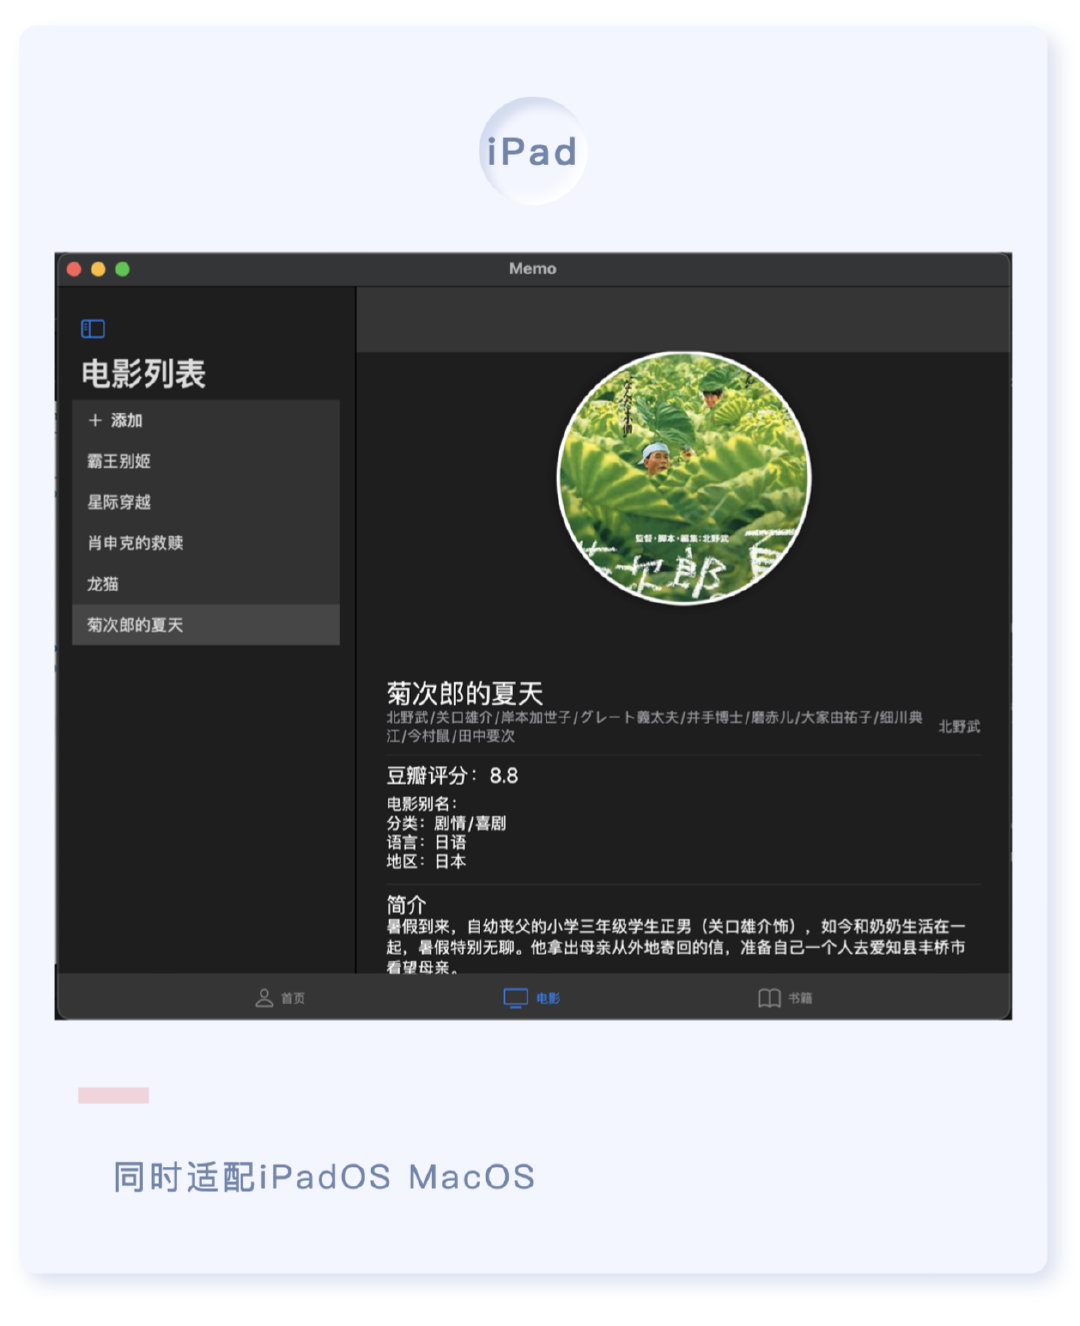 iPad
Memo
电影列表
+ 添加
霸王别姬
星际穿越
肖申克的救赎
龙猫
菊次郎的夏天
監督・脚本・編集:北野武
菊次郎の夏天
北野武/关口雄介/岸本加世子/グレート義太夫/井手博士/磨赤儿/大家由祐子/细川典
江/今村鼠/田中要次
北野武
豆瓣评分：8.8
电影别名：
分类：剧情/喜剧
语言：日语
地区：日本
简介
暑假到来，自幼丧父的小学三年级学生正男（关口雄介饰），如今和奶奶生活在一
起，暑假特别无聊。他拿出母亲从外地寄回的信，准备自己一个人去爱知县丰桥市
看望母亲。
首页
电影
书籍
同时适配iPadOS MacOS